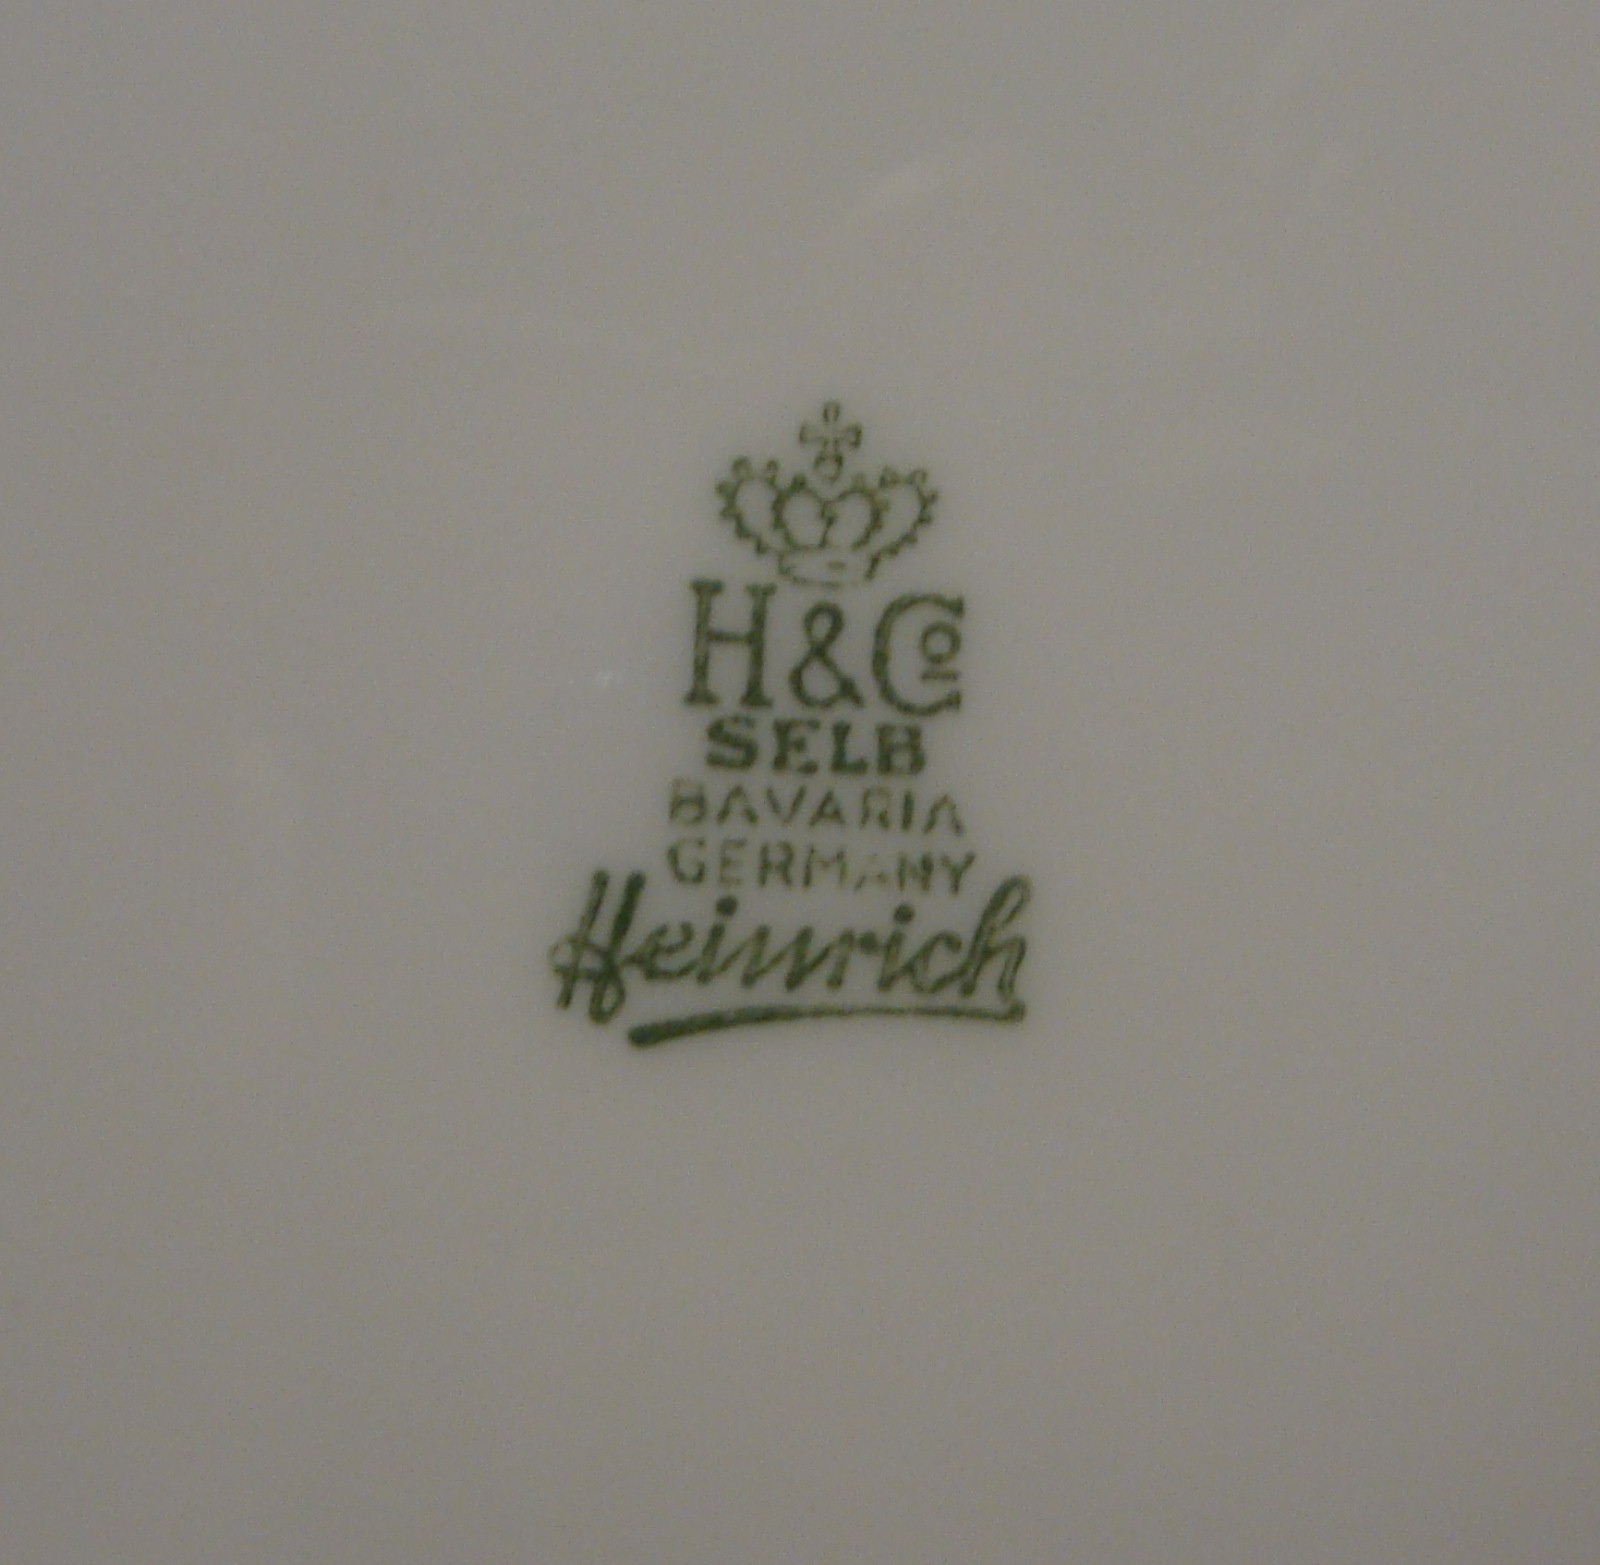 H&Co
SELB
BAVARIA
GERMANY
Heinrich